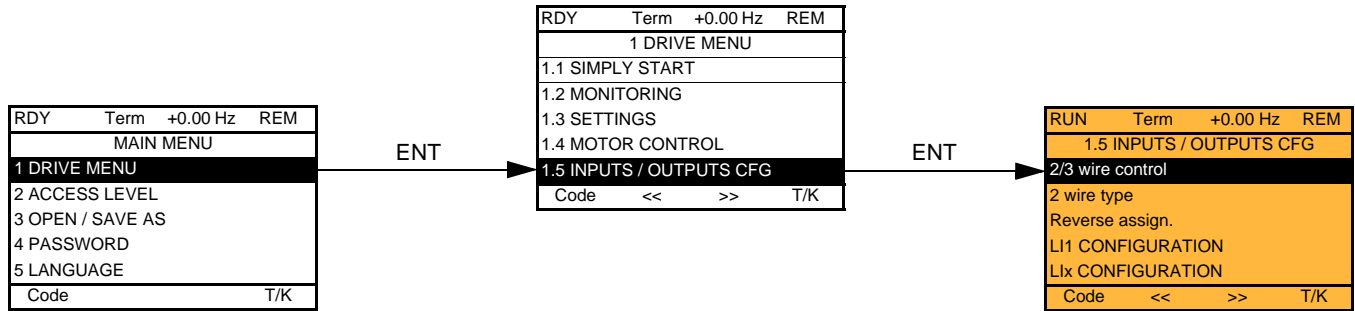 RDY Term +0.00 Hz REM
MAIN MENU
1 DRIVE MENU
2 ACCESS LEVEL
3 OPEN / SAVE AS
4 PASSWORD
5 LANGUAGE
Code T/K
ENT
RDY Term +0.00 Hz REM
1 DRIVE MENU
1.1 SIMPLY START
1.2 MONITORING
1.3 SETTINGS
1.4 MOTOR CONTROL
1.5 INPUTS / OUTPUTS CFG
Code << >> T/K
ENT
RUN Term +0.00 Hz REM
1.5 INPUTS / OUTPUTS CFG
2/3 wire control
2 wire type
Reverse assign.
LI1 CONFIGURATION
LIx CONFIGURATION
Code << >> T/K